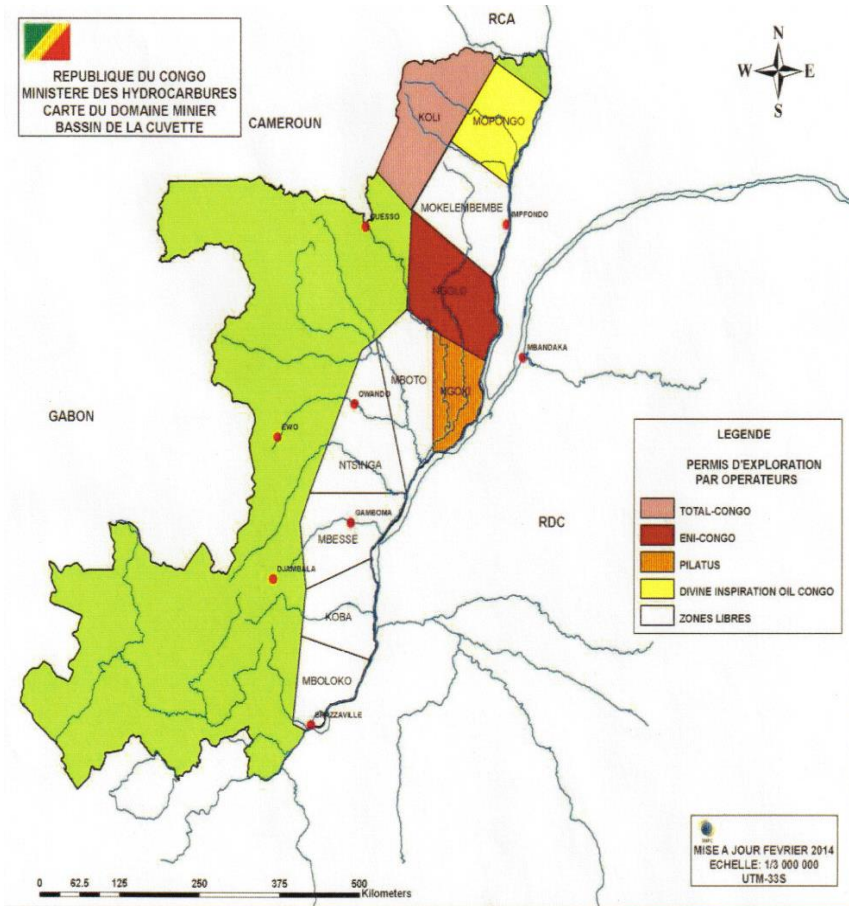 REPUBLIQUE DU CONGO
MINISTERE DES HYDROCARBURES
CARTE DU DOMAINE MINIER
BASSIN DE LA CUVETTE
RCA
N
W E
S
CAMEROUN
KOLI
MOPONGO
MOKELEMBEMBE
IMPFONDO
OUESSO
NGOLO
MBANDAKA
MBOTO
NGOKI
OWANDO
GABON
EWO
NTSINGA
GAMBOMA
RDC
MBESSE
DJAMBALA
KOBA
MBOLOKO
BRAZZAVILLE
LEGENDE
PERMIS D'EXPLORATION
PAR OPERATEURS
TOTAL-CONGO
ENI-CONGO
PILATUS
DIVINE INSPIRATION OIL CONGO
ZONES LIBRES
MISE A JOUR FEVRIER 2014
ECHELLE: 1/3 000 000
UTM-33S
0 62.5 125 250 375 500
Kilometers